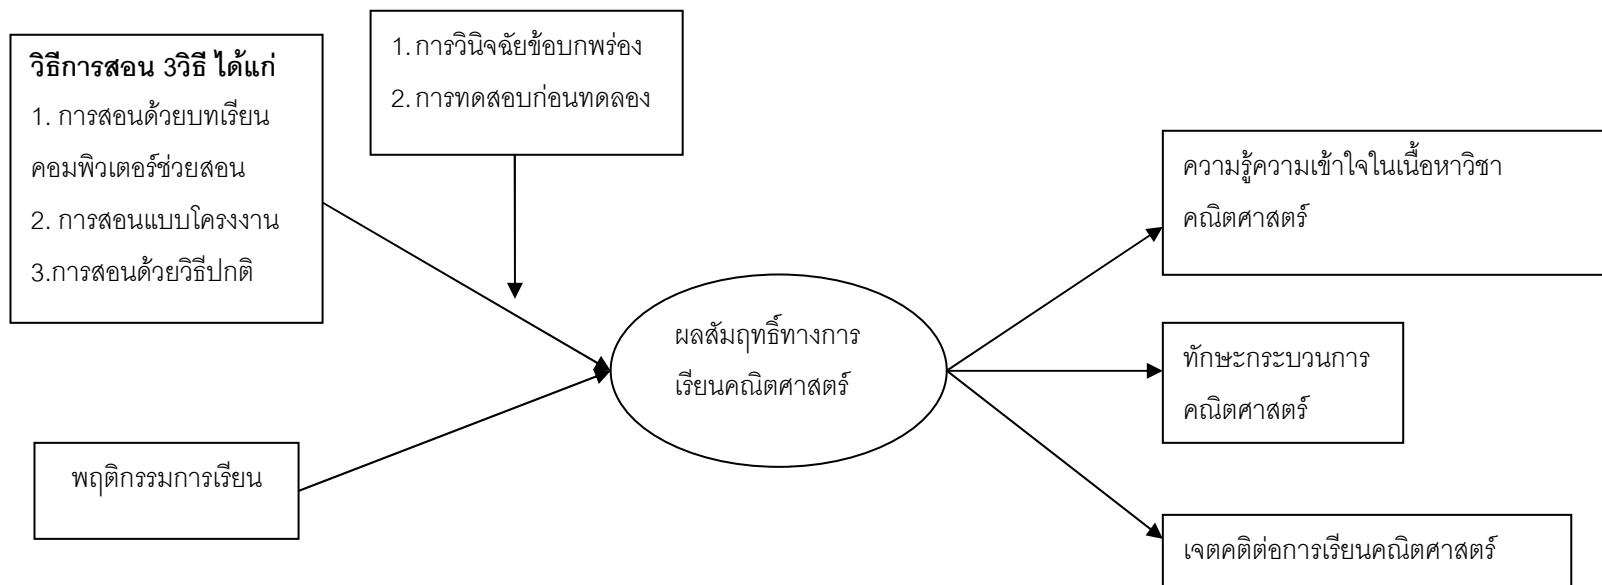 วิธีการสอน 3วิธี ได้แก่
1. การสอนด้วยบทเรียน
คอมพิวเตอร์ช่วยสอน
2. การสอนแบบโครงงาน
3.การสอนด้วยวิธีปกติ
1. การวินิจฉัยข้อบกพร่อง
2. การทดสอบก่อนทดลอง
พฤติกรรมการเรียน
ผลสัมฤทธิ์ทางการ
เรียนคณิตศาสตร์
ความรู้ความเข้าใจในเนื้อหาวิชา
คณิตศาสตร์
ทักษะกระบวนการ
คณิตศาสตร์
เจตคติต่อการเรียนคณิตศาสตร์